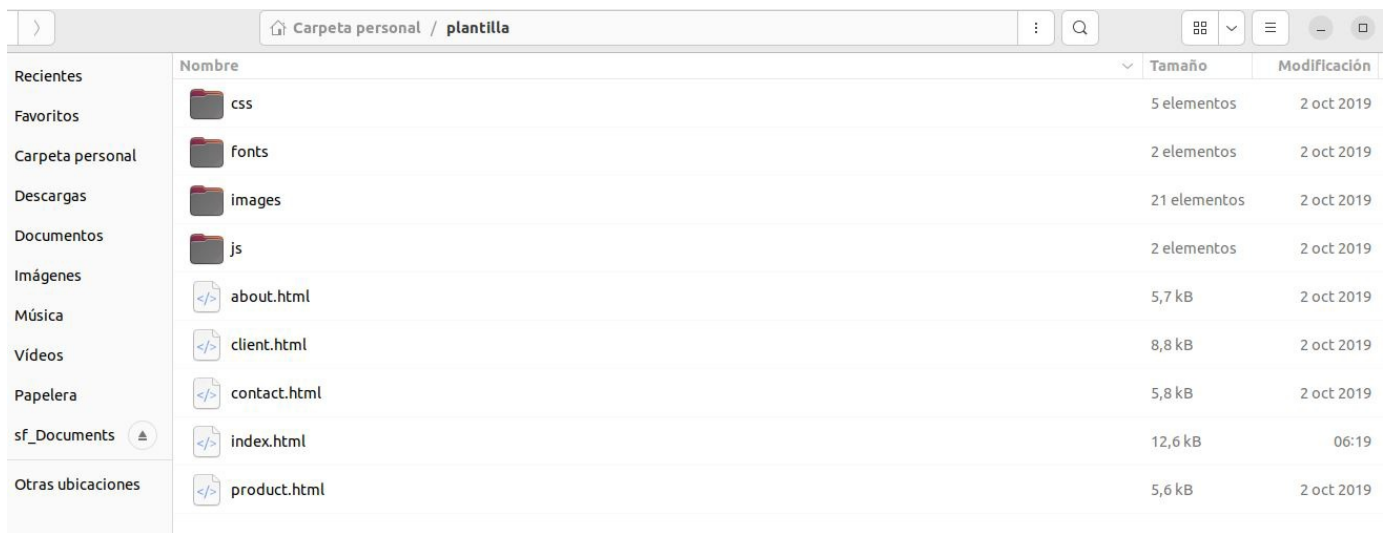 Carpeta personal / plantilla
Recientes
Favoritos
Carpeta personal
Descargas
Documentos
Imágenes
Música
Vídeos
Papelera
sf_Documents
Otras ubicaciones
Nombre Tamaño Modificación
css 5 elementos 2 oct 2019
fonts 2 elementos 2 oct 2019
images 21 elementos 2 oct 2019
js 2 elementos 2 oct 2019
</> about.html 5,7 kB 2 oct 2019
</> client.html 8,8 kB 2 oct 2019
</> contact.html 5,8 kB 2 oct 2019
</> index.html 12,6 kB 06:19
</> product.html 5,6 kB 2 oct 2019